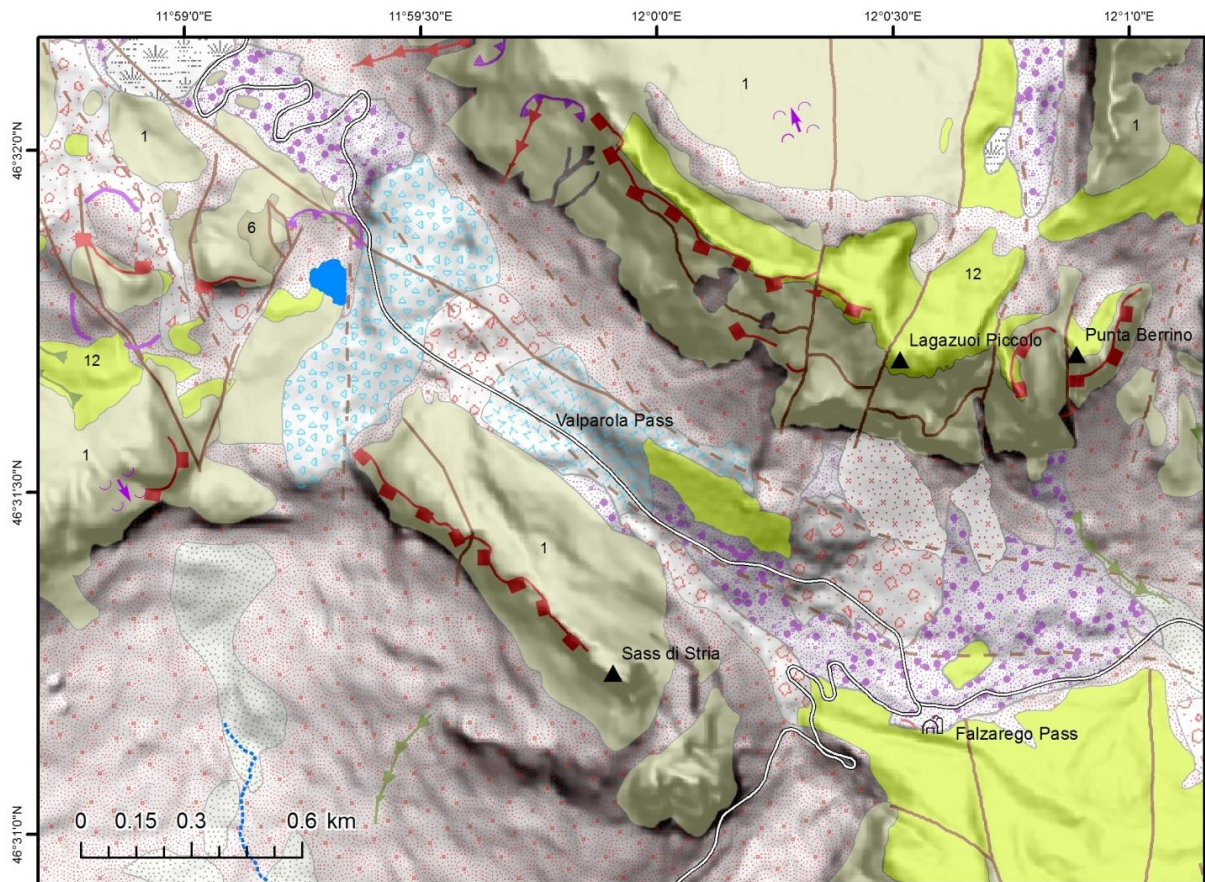 11°59'0"E 11°59'30"E 12°0'0"E 12°0'30"E 12°1'0"E
46°32'0"N
46°31'30"N
46°31'0"N
1
1
1
6
12
12
Lagazuoi Piccolo
Punta Berrino
Valparola Pass
1
1
Sass di Stria
Falzarego Pass
0 0.15 0.3 0.6 km